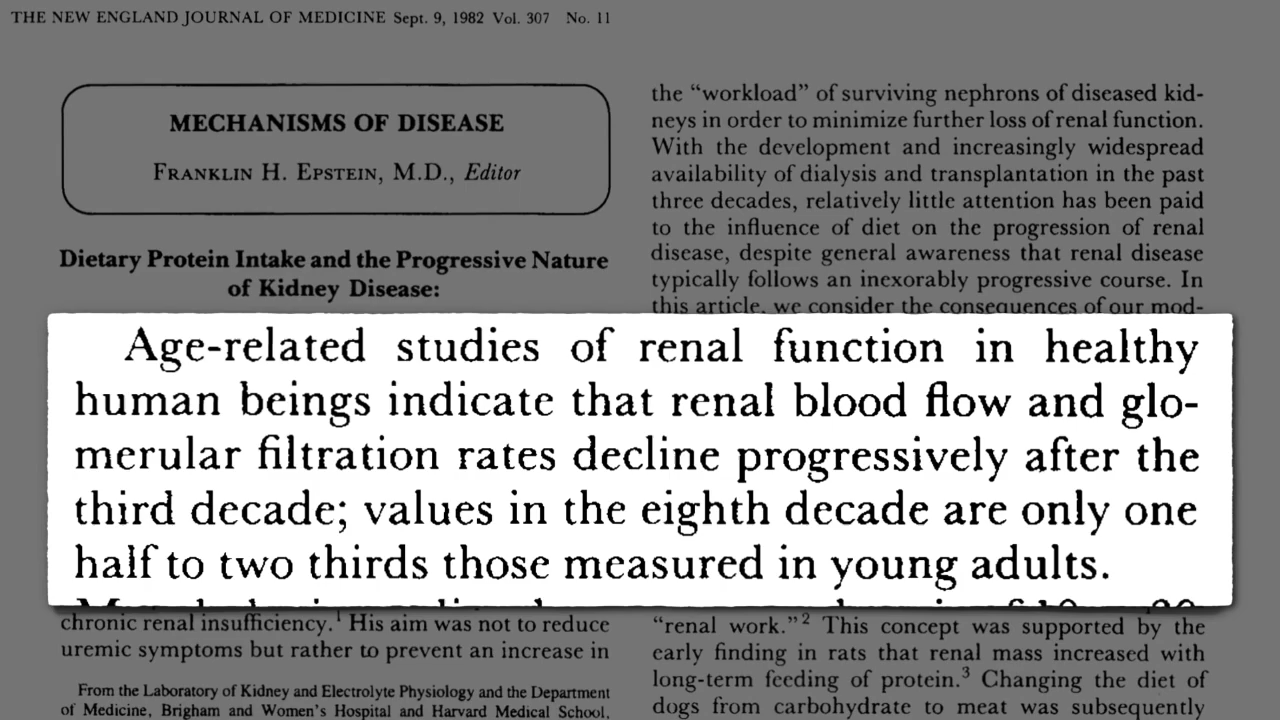 THE NEW ENGLAND JOURNAL OF MEDICINE Sept. 9, 1982 Vol. 307 No. 11
MECHANISMS OF DISEASE
FRANKLIN H. EPSTEIN, M.D., Editor
Dietary Protein Intake and the Progressive Nature
of Kidney Disease:
the “workload” of surviving nephrons of diseased kid-
neys in order to minimize further loss of renal function.
With the development and increasingly widespread
availability of dialysis and transplantation in the past
three decades, relatively little attention has been paid
to the influence of diet on the progression of renal
disease, despite general awareness that renal disease
typically follows an inexorably progressive course. In
this article, we consider the consequences of our mod-
Age-related studies of renal function in healthy
human beings indicate that renal blood flow and glo-
merular filtration rates decline progressively after the
third decade; values in the eighth decade are only one
half to two thirds those measured in young adults.
chronic renal insufficiency.¹ His aim was not to reduce
uremic symptoms but rather to prevent an increase in
From the Laboratory of Kidney and Electrolyte Physiology and the Department
of Medicine, Brigham and Women's Hospital and Harvard Medical School,
“renal work.”² This concept was supported by the
early finding in rats that renal mass increased with
long-term feeding of protein.³ Changing the diet of
dogs from carbohydrate to meat was subsequently